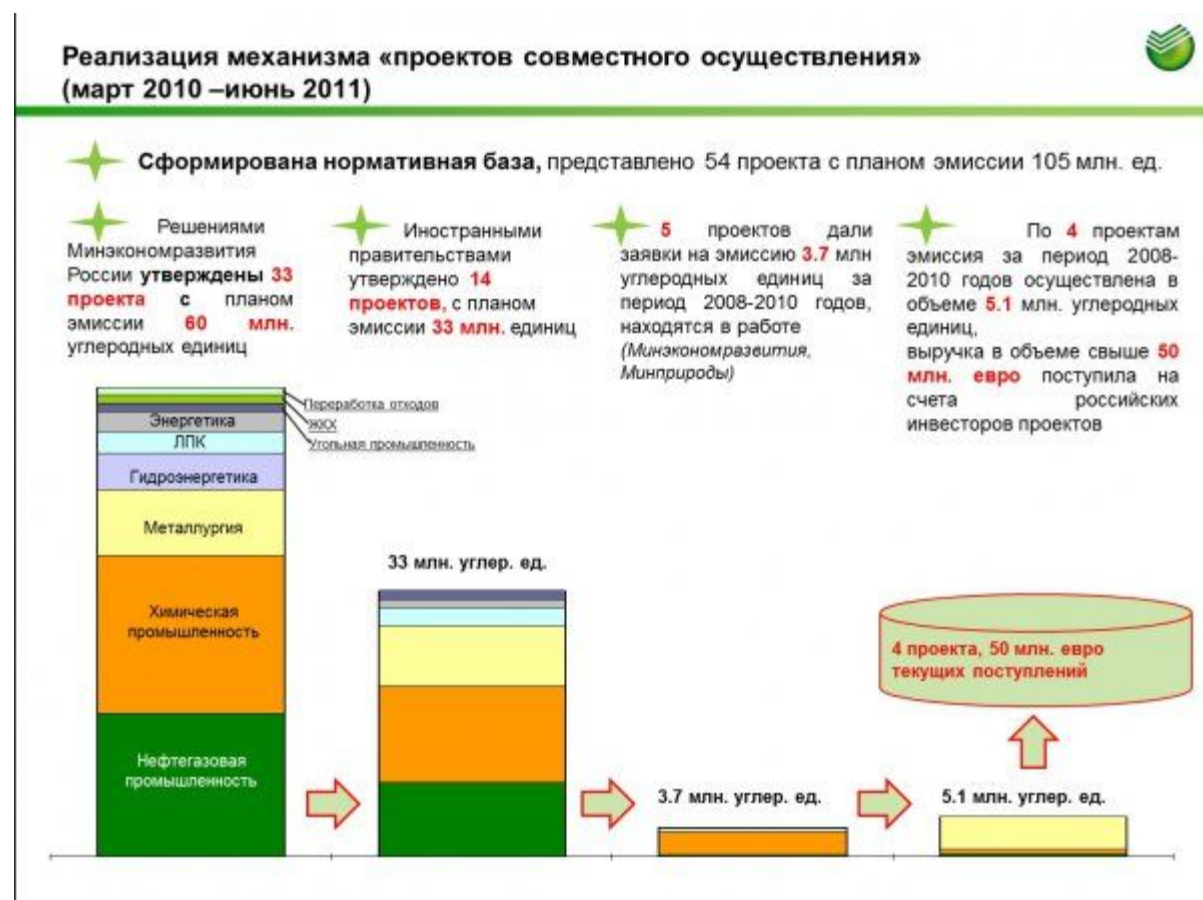 Реализация механизма «проектов совместного осуществления»
(март 2010 –июнь 2011)
Сформирована нормативная база, представлено 54 проекта с планом эмиссии 105 млн. ед.
Решениями
Минэкономразвития
России утверждены 33
проекта с планом
эмиссии 60 млн.
углеродных единиц
Иностранными
правительствами
утверждено 14
проектов, с планом
эмиссии 33 млн. единиц
5 проектов дали
заявки на эмиссию 3.7 млн
углеродных единиц за
период 2008-2010 годов,
находятся в работе
(Минэкономразвития,
Минприроды)
По 4 проектам
эмиссия за период 2008-
2010 годов осуществлена в
объеме 5.1 млн. углеродных
единиц,
выручка в объеме свыше 50
млн. евро поступила на
счета российских
инвесторов проектов
Переработка отходов
ЖКХ
Угольная промышленность
Энергетика
ЛПК
Гидроэнергетика
Металлургия
Химическая
промышленность
Нефтегазовая
промышленность
33 млн. углер. ед.
3.7 млн. углер. ед.
4 проекта, 50 млн. евро
текущих поступлений
5.1 млн. углер. ед.